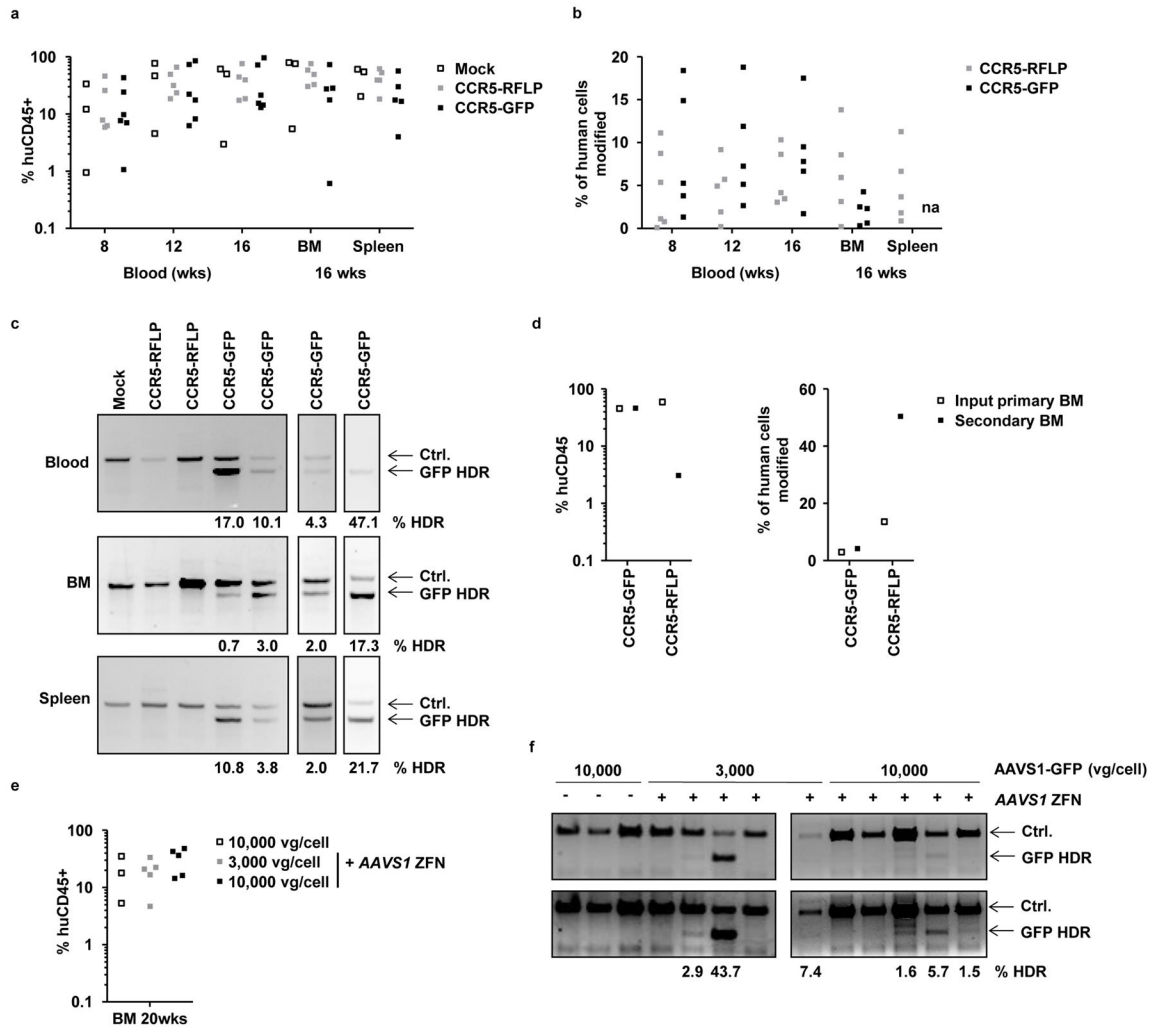 a
% huCD45+
100
10
1
0.1
8 12 16 BM Spleen
Blood (wks) 16 wks
Mock
CCR5-RFLP
CCR5-GFP
b
% of human cells
modified
20
15
10
5
0
na
8 12 16 BM Spleen
Blood (wks) 16 wks
CCR5-RFLP
CCR5-GFP
c
Mock CCR5-RFLP CCR5-RFLP CCR5-GFP CCR5-GFP CCR5-GFP CCR5-GFP
Blood
Ctrl.
GFP HDR
17.0 10.1 4.3 47.1 % HDR
BM
Ctrl.
GFP HDR
0.7 3.0 2.0 17.3 % HDR
Spleen
Ctrl.
GFP HDR
10.8 3.8 2.0 21.7 % HDR
d
% huCD45
100
10
1
0.1
CCR5-GFP CCR5-RFLP
% of human cells
modified
60
40
20
0
CCR5-GFP CCR5-RFLP
Input primary BM
Secondary BM
e
% huCD45+
100
10
1
0.1
BM 20wks
10,000 vg/cell
3,000 vg/cell
10,000 vg/cell
+ AAVS1 ZFN
f
10,000 3,000 10,000 AAVS1-GFP (vg/cell)
- - - + + + + + + + + + + AAVS1 ZFN
Ctrl.
GFP HDR
Ctrl.
GFP HDR
2.9 43.7 7.4 1.6 5.7 1.5 % HDR